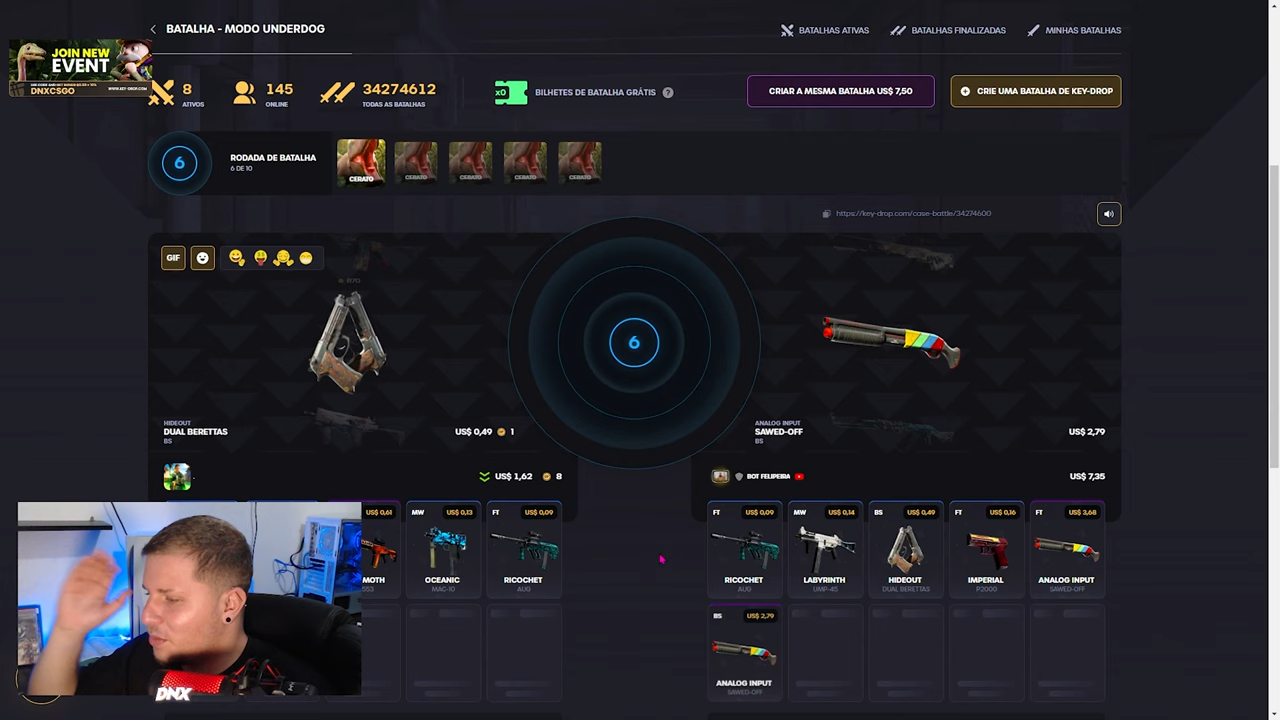 BATALHA - MODO UNDERDOG
BATALHAS ATIVAS
BATALHAS FINALIZADAS
MINHAS BATALHAS
JOIN NEW
EVENT
DNXCSGO
WWW.KEY-DROP.COM
8
ATIVOS
145
ONLINE
34274612
TODAS AS BATALHAS
x0
BILHETES DE BATALHA GRÁTIS ?
CRIAR A MESMA BATALHA US$ 7,50
CRIE UMA BATALHA DE KEY-DROP
6
RODADA DE BATALHA
6 DE 10
CERATO
CERATO
CERATO
CERATO
CERATO
https://key-drop.com/case-battle/34274600
GIF
6
HIDEOUT
DUAL BERETTAS
BS
US$ 0,49 1
ANALOG INPUT
SAWED-OFF
BS
US$ 2,79
US$ 1,62 8
BOT FELIPEIRA
US$ 7,35
US$ 0,61
MOTH
553
MW US$ 0,13
OCEANIC
MAC-10
FT US$ 0,09
RICOCHET
AUG
FT US$ 0,09
RICOCHET
AUG
MW US$ 0,14
LABYRINTH
UMP-45
BS US$ 0,49
HIDEOUT
DUAL BERETTAS
FT US$ 0,16
IMPERIAL
P2000
FT US$ 3,68
ANALOG INPUT
SAWED-OFF
BS US$ 2,79
ANALOG INPUT
SAWED-OFF
DNX